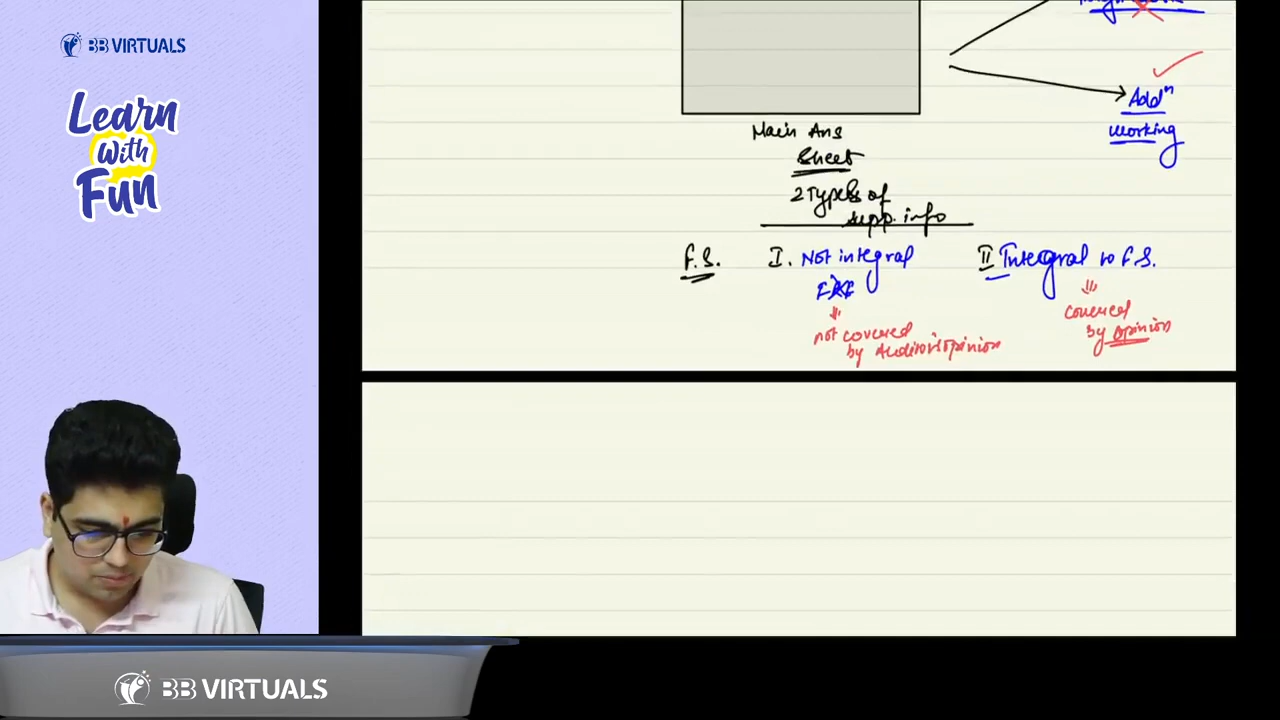 BB VIRTUALS
Learn
With
Fun
Addⁿ
working
Main Ans
Sheet
2 Types of
supp. info
F.S.
I. Not integral
II Integral to F.S.
not covered
by Auditor's opinion
covered
by opinion
BB VIRTUALS